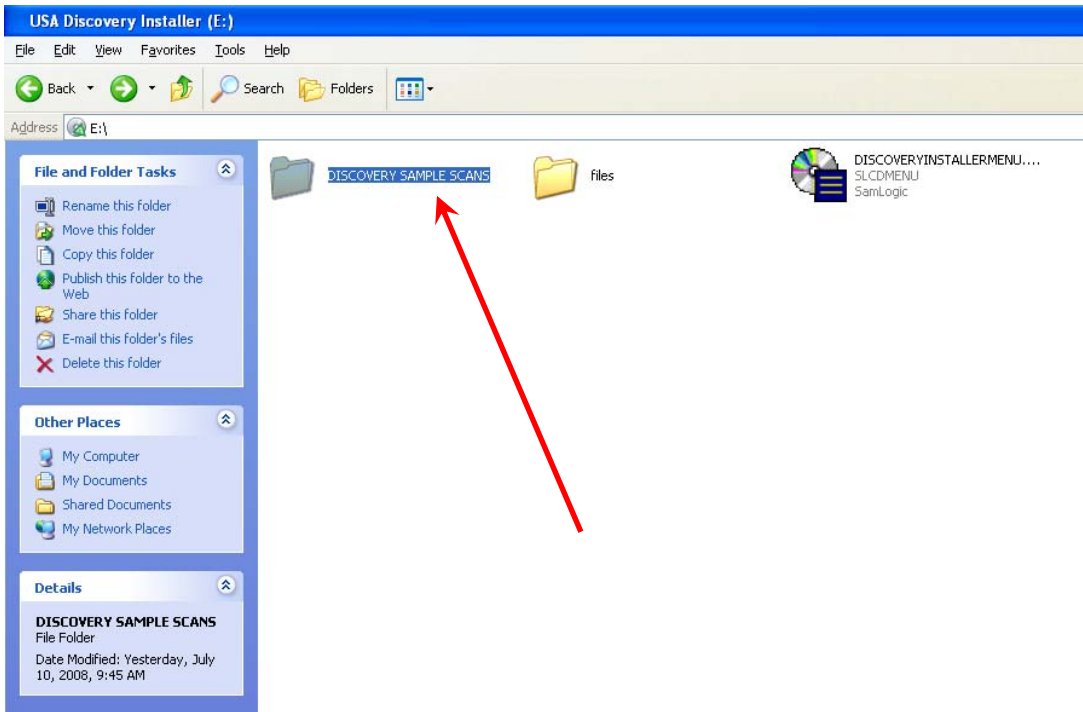 USA Discovery Installer (E:)
File Edit View Favorites Tools Help
Back Search Folders
Address E:\
File and Folder Tasks
Rename this folder
Move this folder
Copy this folder
Publish this folder to the
Web
Share this folder
E-mail this folder's files
Delete this folder
Other Places
My Computer
My Documents
Shared Documents
My Network Places
Details
DISCOVERY SAMPLE SCANS
File Folder
Date Modified: Yesterday, July
10, 2008, 9:45 AM
DISCOVERY SAMPLE SCANS
files
DISCOVERYINSTALLERMENU....
SLCDMENU
SamLogic